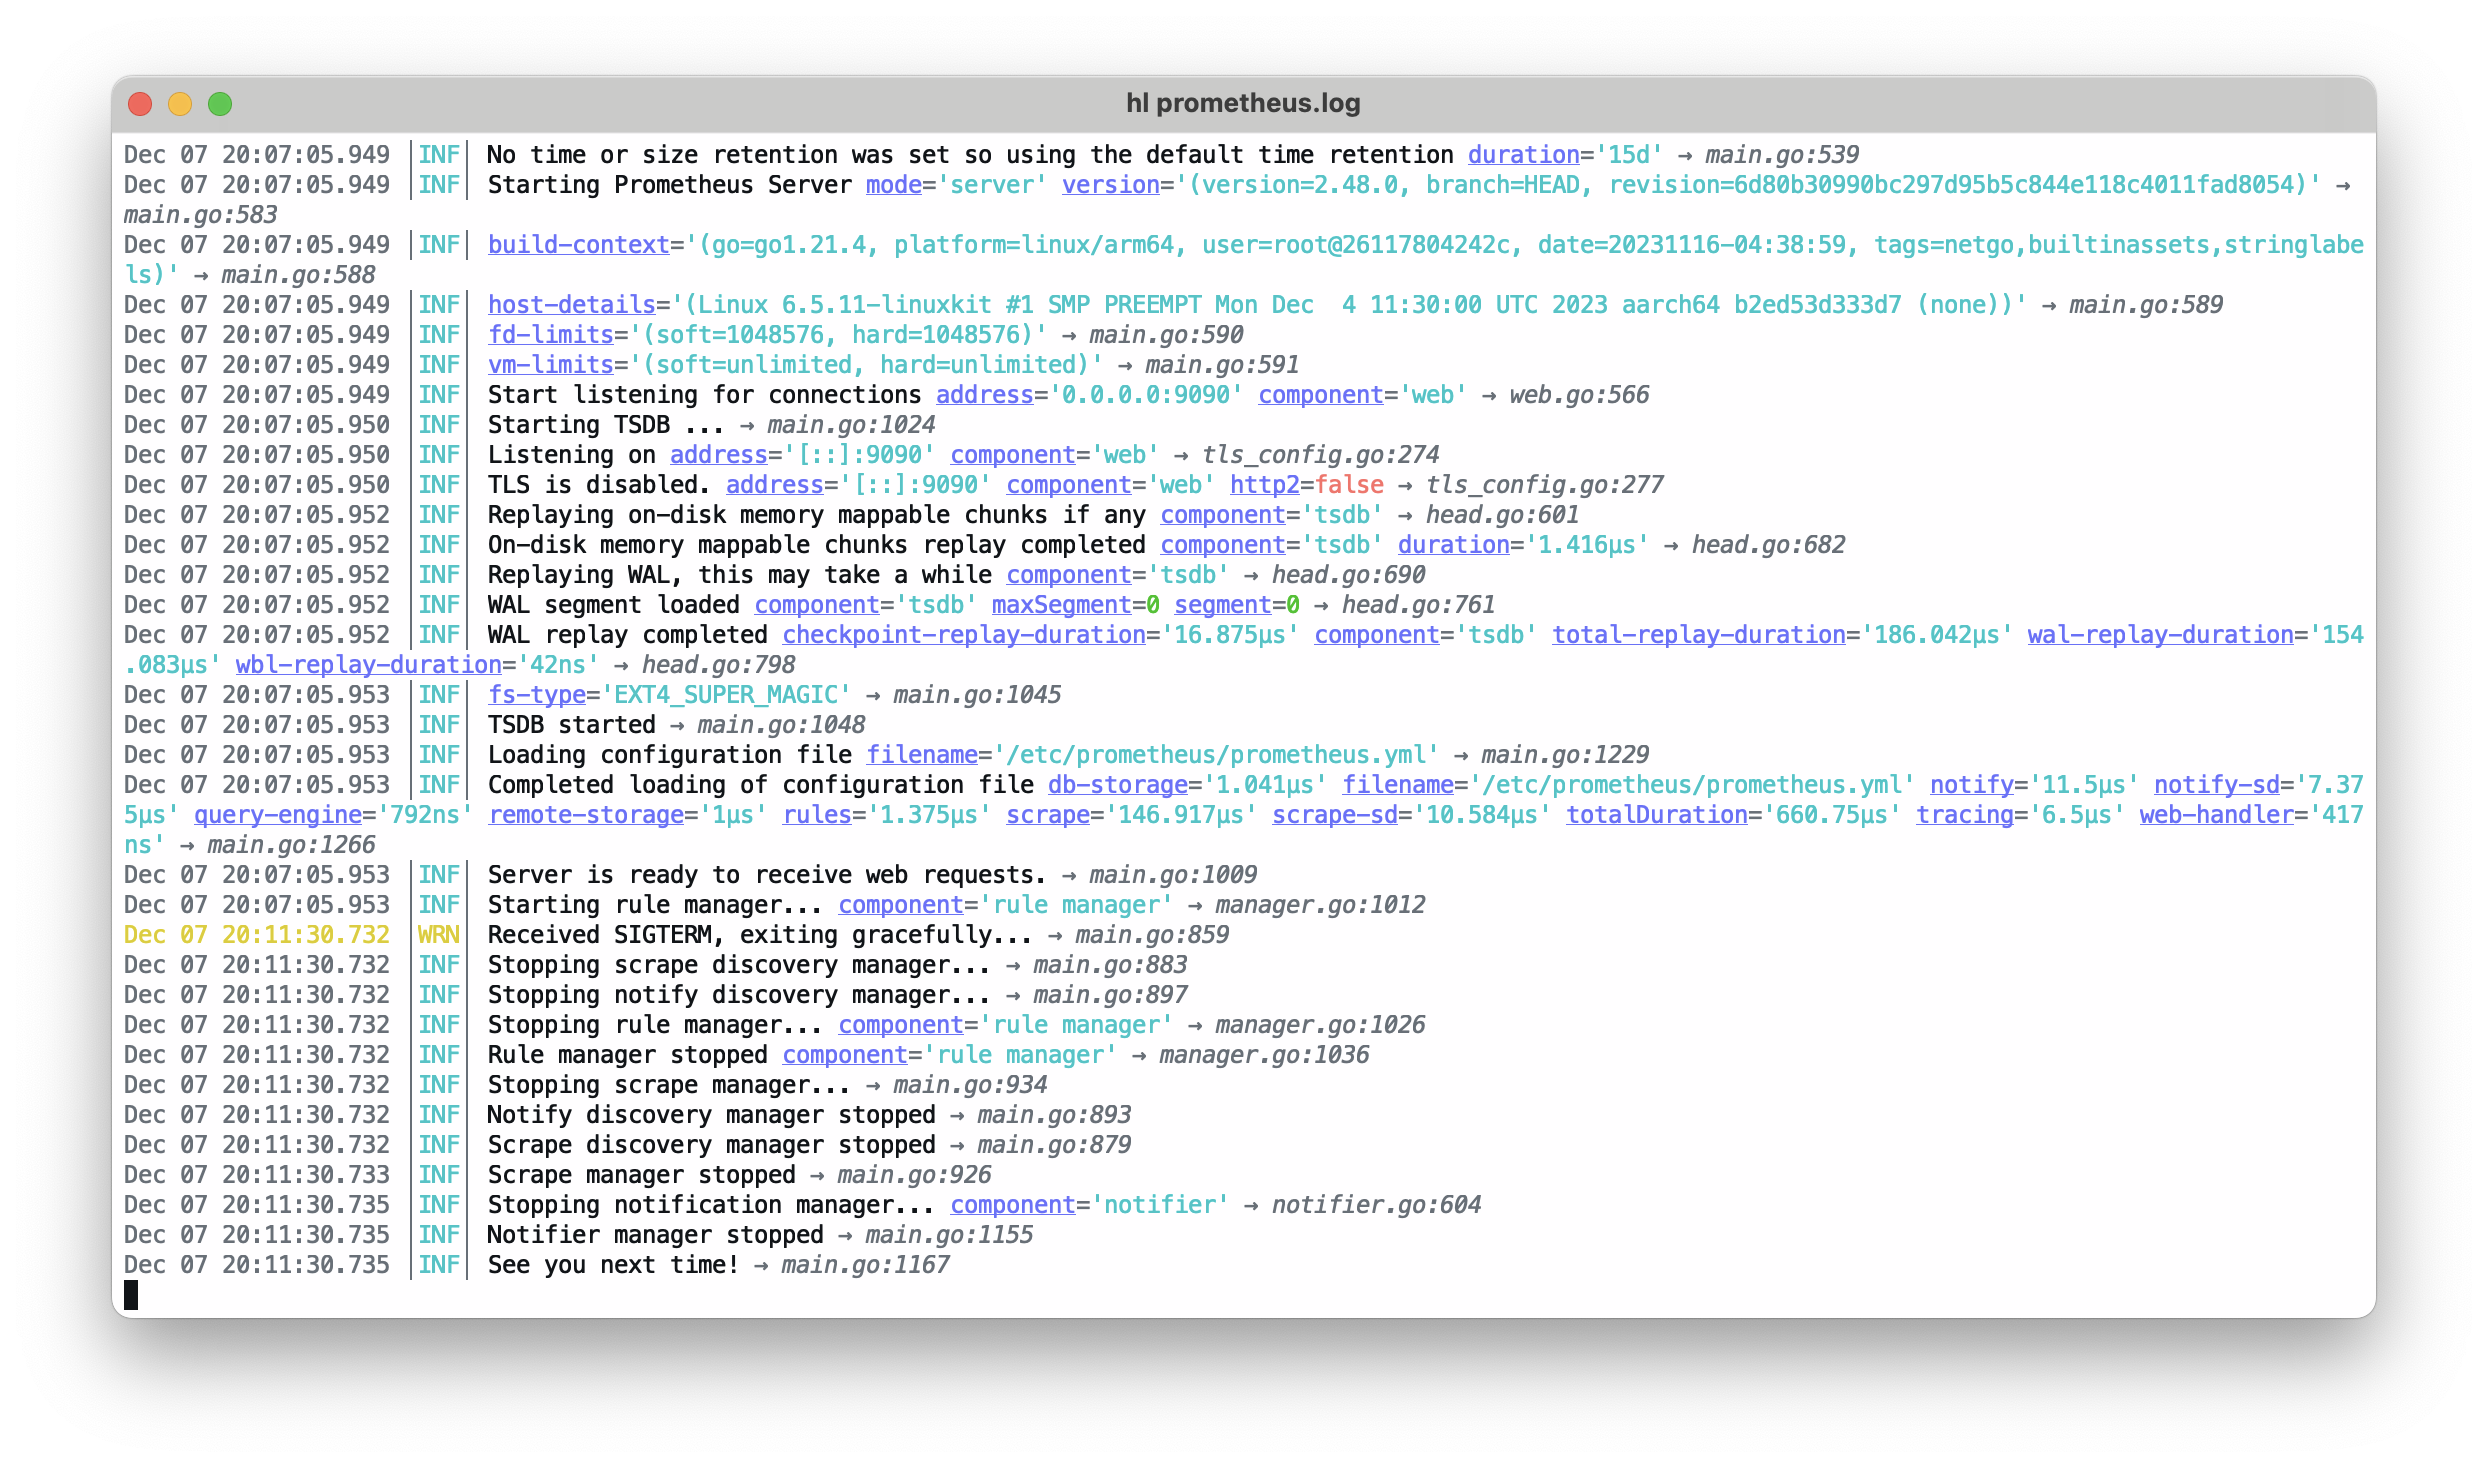 hl prometheus.log
Dec 07 20:07:05.949 │INF│ No time or size retention was set so using the default time retention duration='15d' → main.go:539
Dec 07 20:07:05.949 │INF│ Starting Prometheus Server mode='server' version='(version=2.48.0, branch=HEAD, revision=6d80b30990bc297d95b5c844e118c4011fad8054)' →
main.go:583
Dec 07 20:07:05.949 │INF│ build-context='(go=go1.21.4, platform=linux/arm64, user=root@26117804242c, date=20231116-04:38:59, tags=netgo,builtinassets,stringlabe
ls)' → main.go:588
Dec 07 20:07:05.949 │INF│ host-details='(Linux 6.5.11-linuxkit #1 SMP PREEMPT Mon Dec  4 11:30:00 UTC 2023 aarch64 b2ed53d333d7 (none))' → main.go:589
Dec 07 20:07:05.949 │INF│ fd-limits='(soft=1048576, hard=1048576)' → main.go:590
Dec 07 20:07:05.949 │INF│ vm-limits='(soft=unlimited, hard=unlimited)' → main.go:591
Dec 07 20:07:05.949 │INF│ Start listening for connections address='0.0.0.0:9090' component='web' → web.go:566
Dec 07 20:07:05.950 │INF│ Starting TSDB ... → main.go:1024
Dec 07 20:07:05.950 │INF│ Listening on address='[::]:9090' component='web' → tls_config.go:274
Dec 07 20:07:05.950 │INF│ TLS is disabled. address='[::]:9090' component='web' http2=false → tls_config.go:277
Dec 07 20:07:05.952 │INF│ Replaying on-disk memory mappable chunks if any component='tsdb' → head.go:601
Dec 07 20:07:05.952 │INF│ On-disk memory mappable chunks replay completed component='tsdb' duration='1.416µs' → head.go:682
Dec 07 20:07:05.952 │INF│ Replaying WAL, this may take a while component='tsdb' → head.go:690
Dec 07 20:07:05.952 │INF│ WAL segment loaded component='tsdb' maxSegment=0 segment=0 → head.go:761
Dec 07 20:07:05.952 │INF│ WAL replay completed checkpoint-replay-duration='16.875µs' component='tsdb' total-replay-duration='186.042µs' wal-replay-duration='154
.083µs' wbl-replay-duration='42ns' → head.go:798
Dec 07 20:07:05.953 │INF│ fs-type='EXT4_SUPER_MAGIC' → main.go:1045
Dec 07 20:07:05.953 │INF│ TSDB started → main.go:1048
Dec 07 20:07:05.953 │INF│ Loading configuration file filename='/etc/prometheus/prometheus.yml' → main.go:1229
Dec 07 20:07:05.953 │INF│ Completed loading of configuration file db-storage='1.041µs' filename='/etc/prometheus/prometheus.yml' notify='11.5µs' notify-sd='7.37
5µs' query-engine='792ns' remote-storage='1µs' rules='1.375µs' scrape='146.917µs' scrape-sd='10.584µs' totalDuration='660.75µs' tracing='6.5µs' web-handler='417
ns' → main.go:1266
Dec 07 20:07:05.953 │INF│ Server is ready to receive web requests. → main.go:1009
Dec 07 20:07:05.953 │INF│ Starting rule manager... component='rule manager' → manager.go:1012
Dec 07 20:11:30.732 │WRN│ Received SIGTERM, exiting gracefully... → main.go:859
Dec 07 20:11:30.732 │INF│ Stopping scrape discovery manager... → main.go:883
Dec 07 20:11:30.732 │INF│ Stopping notify discovery manager... → main.go:897
Dec 07 20:11:30.732 │INF│ Stopping rule manager... component='rule manager' → manager.go:1026
Dec 07 20:11:30.732 │INF│ Rule manager stopped component='rule manager' → manager.go:1036
Dec 07 20:11:30.732 │INF│ Stopping scrape manager... → main.go:934
Dec 07 20:11:30.732 │INF│ Notify discovery manager stopped → main.go:893
Dec 07 20:11:30.732 │INF│ Scrape discovery manager stopped → main.go:879
Dec 07 20:11:30.733 │INF│ Scrape manager stopped → main.go:926
Dec 07 20:11:30.735 │INF│ Stopping notification manager... component='notifier' → notifier.go:604
Dec 07 20:11:30.735 │INF│ Notifier manager stopped → main.go:1155
Dec 07 20:11:30.735 │INF│ See you next time! → main.go:1167